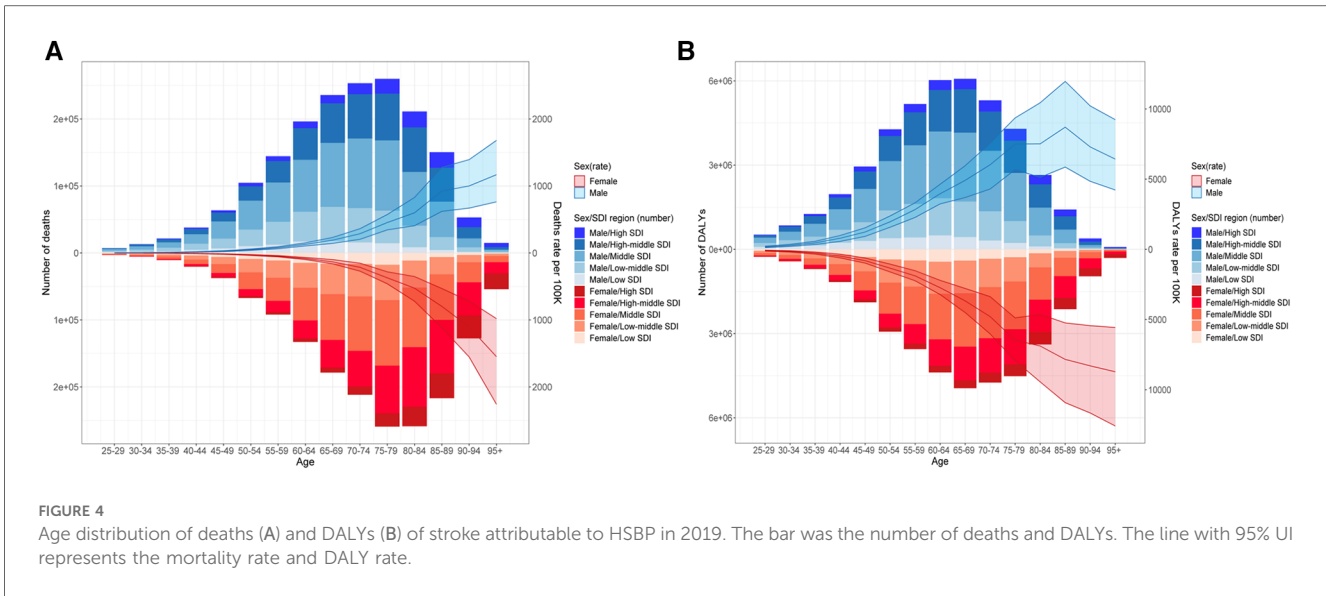 A
B
Number of deaths
2e+05
1e+05
0
1e+05
2e+05
2000
1000
0
1000
2000
Deaths rate per 100K
25-29 30-34 35-39 40-44 45-49 50-54 55-59 60-64 65-69 70-74 75-79 80-84 85-89 90-94 95+
Age
Sex(rate)
Female
Male
Sex/SDI region (number)
Male/High SDI
Male/High-middle SDI
Male/Middle SDI
Male/Low-middle SDI
Male/Low SDI
Female/High SDI
Female/High-middle SDI
Female/Middle SDI
Female/Low-middle SDI
Female/Low SDI
Number of DALYs
6e+06
3e+06
0e+00
3e+06
6e+06
10000
5000
0
5000
10000
DALYs rate per 100K
25-29 30-34 35-39 40-44 45-49 50-54 55-59 60-64 65-69 70-74 75-79 80-84 85-89 90-94 95+
Age
Sex(rate)
Female
Male
Sex/SDI region (number)
Male/High SDI
Male/High-middle SDI
Male/Middle SDI
Male/Low-middle SDI
Male/Low SDI
Female/High SDI
Female/High-middle SDI
Female/Middle SDI
Female/Low-middle SDI
Female/Low SDI
FIGURE 4
Age distribution of deaths (A) and DALYs (B) of stroke attributable to HSBP in 2019. The bar was the number of deaths and DALYs. The line with 95% UI
represents the mortality rate and DALY rate.